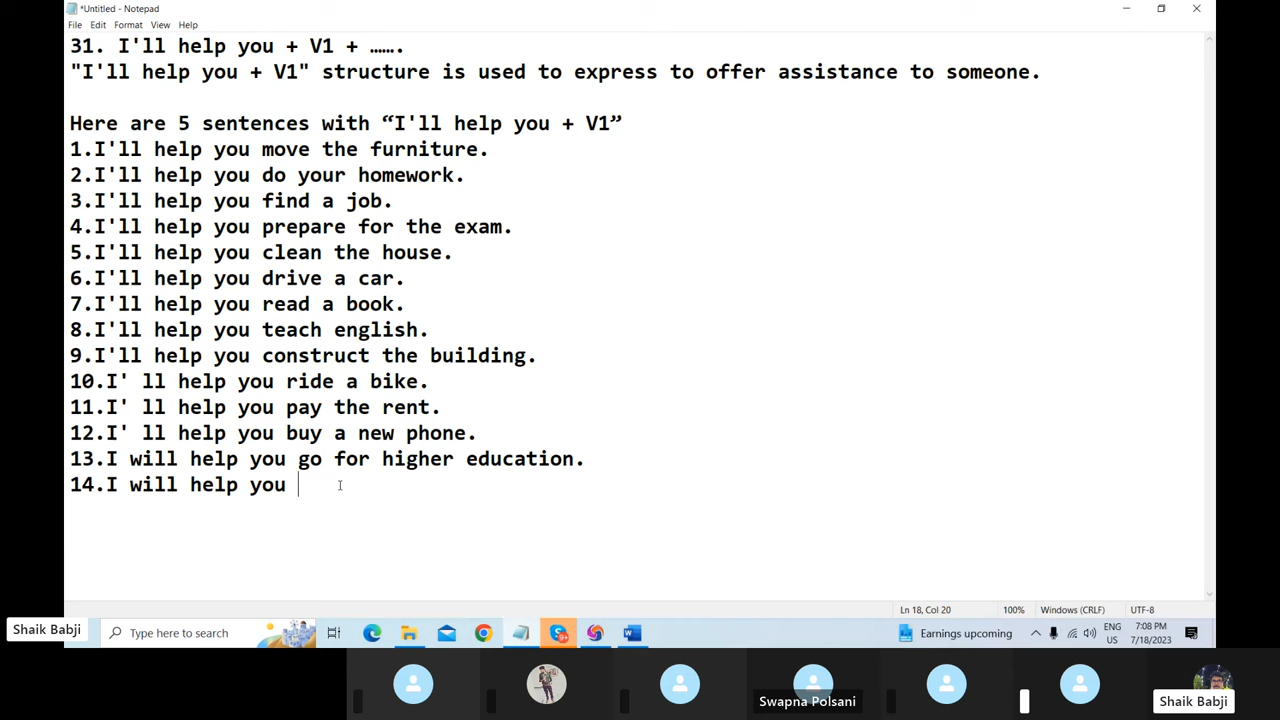 *Untitled - Notepad
File Edit Format View Help
31. I'll help you + V1 + …….
"I'll help you + V1" structure is used to express to offer assistance to someone.
Here are 5 sentences with “I'll help you + V1”
1.I'll help you move the furniture.
2.I'll help you do your homework.
3.I'll help you find a job.
4.I'll help you prepare for the exam.
5.I'll help you clean the house.
6.I'll help you drive a car.
7.I'll help you read a book.
8.I'll help you teach english.
9.I'll help you construct the building.
10.I' ll help you ride a bike.
11.I' ll help you pay the rent.
12.I' ll help you buy a new phone.
13.I will help you go for higher education.
14.I will help you
Ln 18, Col 20 100% Windows (CRLF) UTF-8
Shaik Babji
Type here to search
Earnings upcoming
ENG
US
7:08 PM
7/18/2023
Swapna Polsani
Shaik Babji